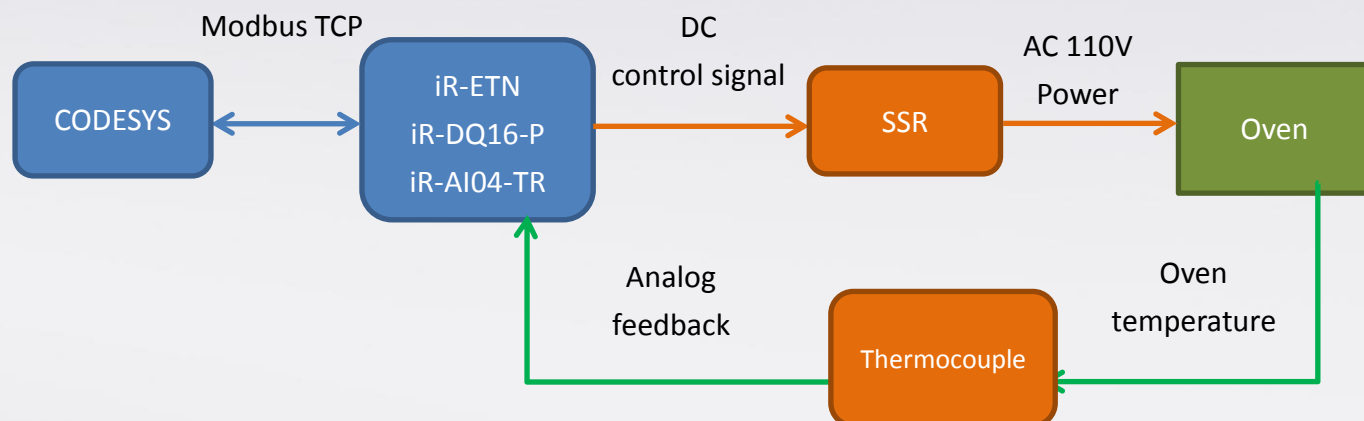 Modbus TCP
CODESYS
iR-ETN
iR-DQ16-P
iR-AI04-TR
DC
control signal
SSR
AC 110V
Power
Oven
Analog
feedback
Thermocouple
Oven
temperature